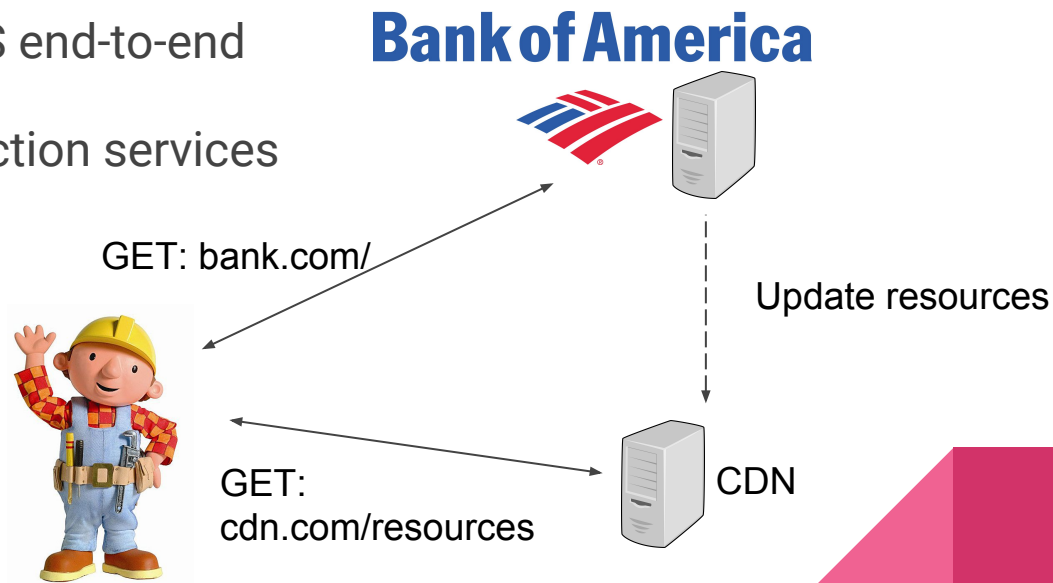 S end-to-end
Bank of America
ction services
GET: bank.com/
Update resources
GET:
cdn.com/resources
CDN